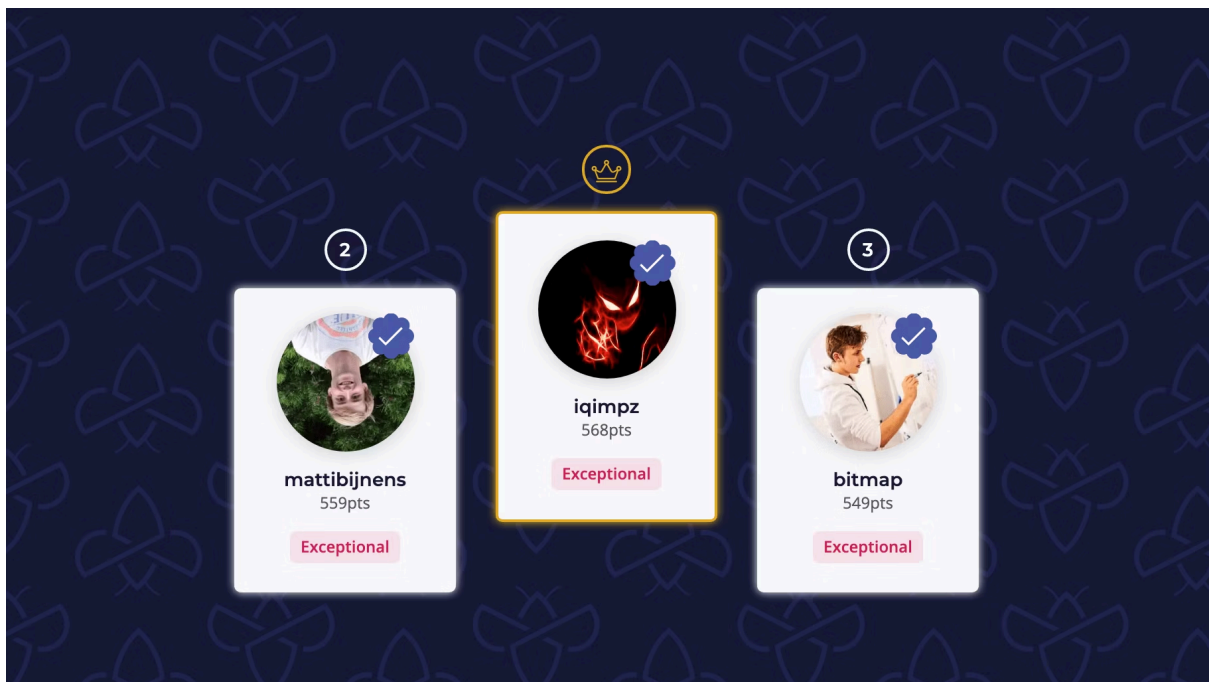 2
mattibijnens
559pts
Exceptional
iqimpz
568pts
Exceptional
3
bitmap
549pts
Exceptional